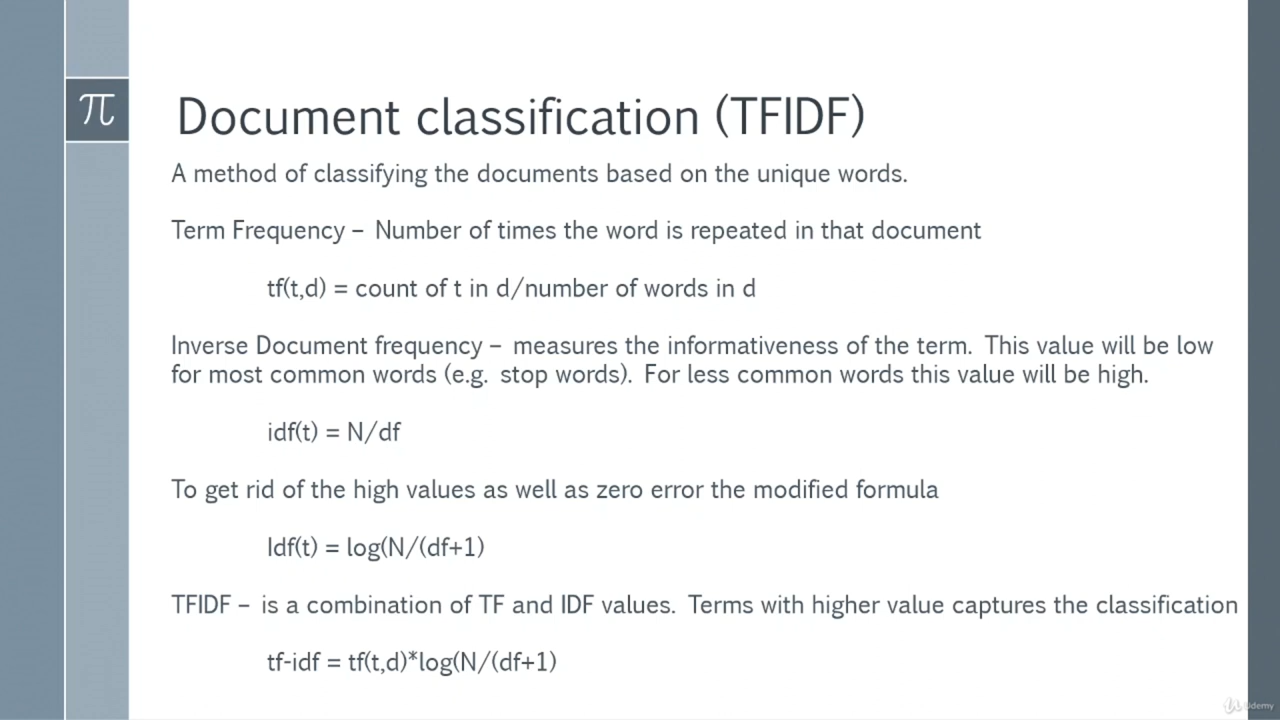 π
Document classification (TFIDF)
A method of classifying the documents based on the unique words.
Term Frequency – Number of times the word is repeated in that document
tf(t,d) = count of t in d/number of words in d
Inverse Document frequency – measures the informativeness of the term. This value will be low
for most common words (e.g. stop words). For less common words this value will be high.
idf(t) = N/df
To get rid of the high values as well as zero error the modified formula
Idf(t) = log(N/(df+1)
TFIDF – is a combination of TF and IDF values. Terms with higher value captures the classification
tf-idf = tf(t,d)*log(N/(df+1)
Udemy